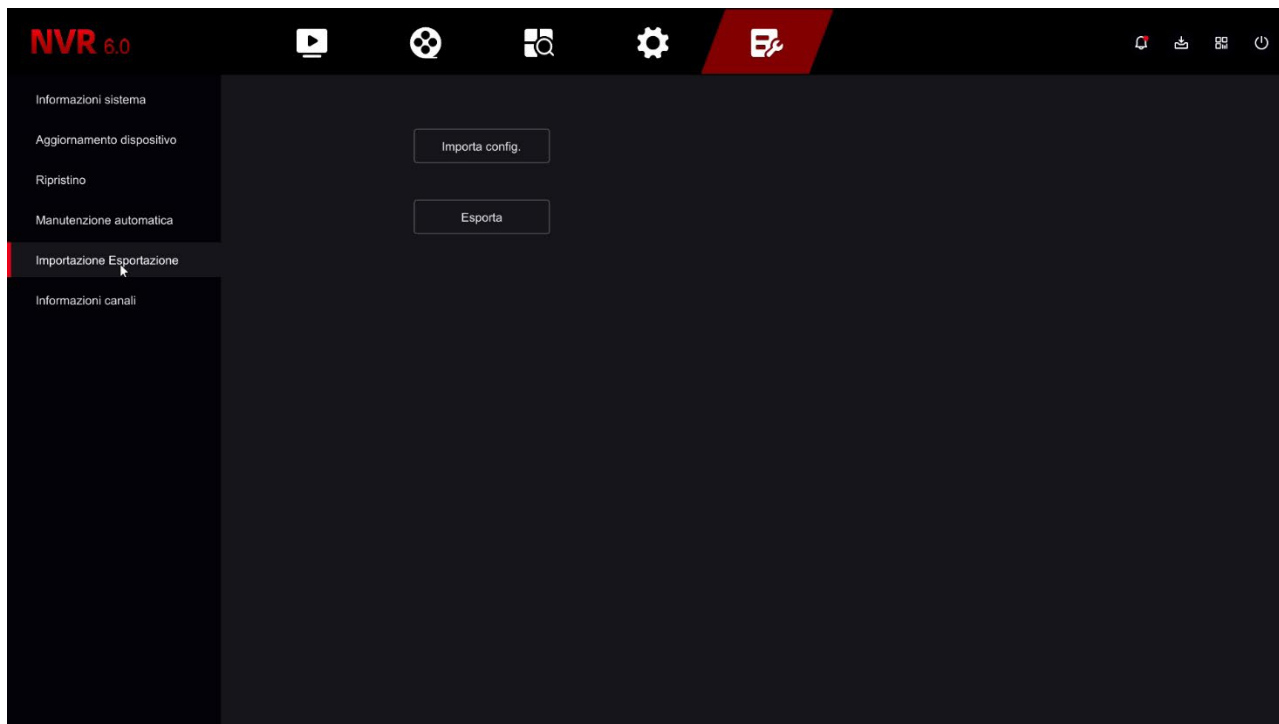 NVR 6.0
Informazioni sistema
Aggiornamento dispositivo
Ripristino
Manutenzione automatica
Importazione Esportazione
Informazioni canali
Importa config.
Esporta